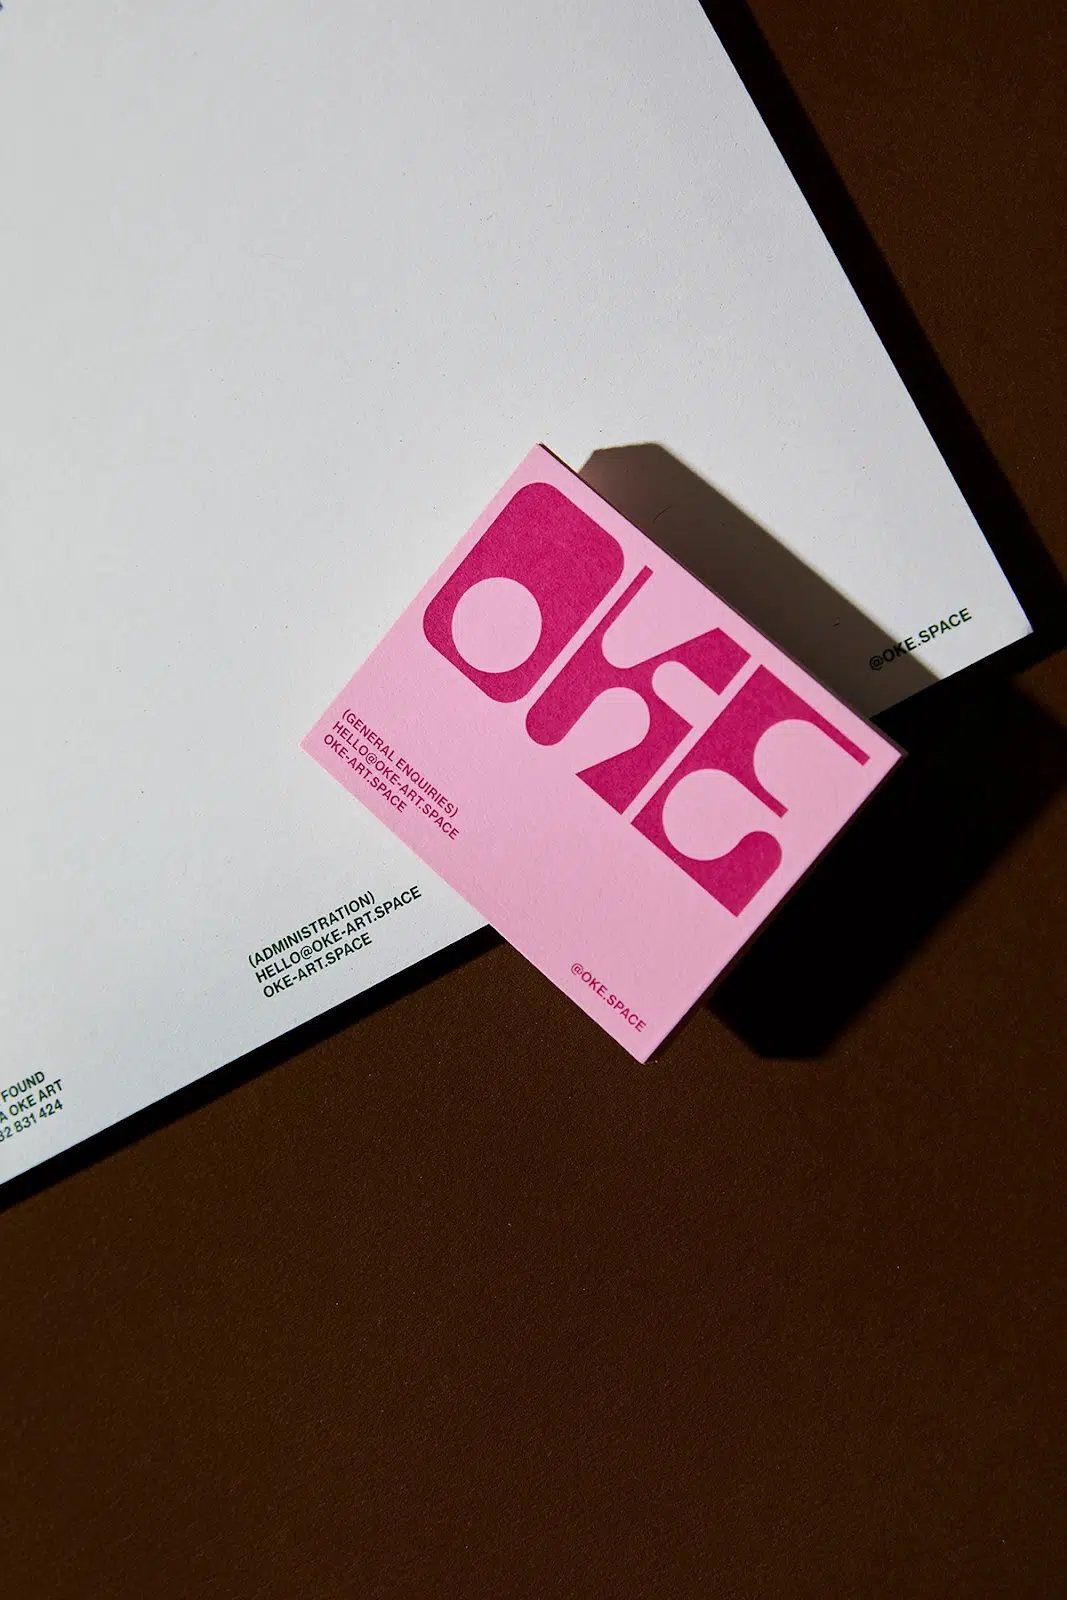 OKE
(GENERAL ENQUIRIES)
HELLO@OKE-ART.SPACE
OKE-ART.SPACE
@OKE.SPACE
@OKE.SPACE
(ADMINISTRATION)
HELLO@OKE-ART.SPACE
OKE-ART.SPACE
FOUND
A OKE ART
32 831 424